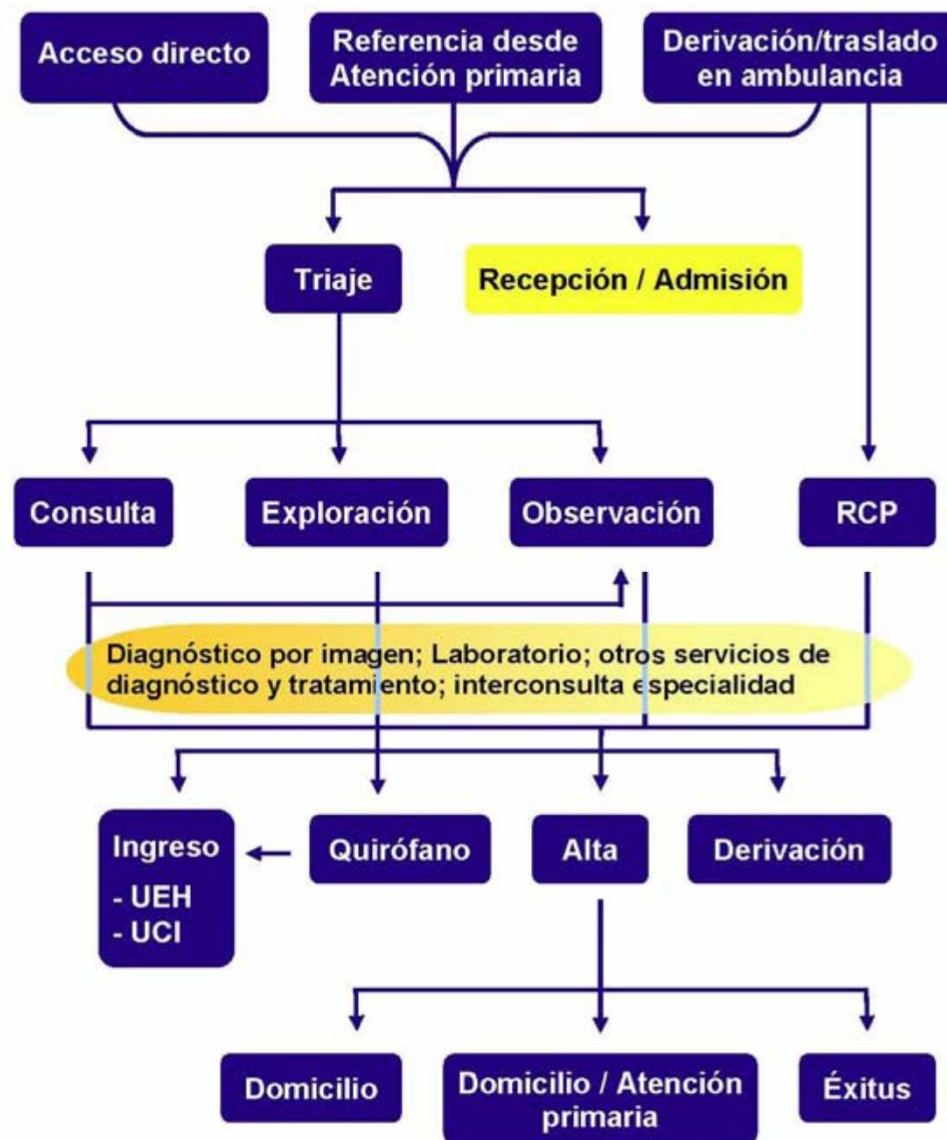 Acceso directo
Referencia desde
Atención primaria
Derivación/traslado
en ambulancia
Triaje
Recepción / Admisión
Consulta
Exploración
Observación
RCP
Diagnóstico por imagen; Laboratorio; otros servicios de
diagnóstico y tratamiento; interconsulta especialidad
Ingreso
- UEH
- UCI
Quirófano
Alta
Derivación
Domicilio
Domicilio / Atención
primaria
Éxitus